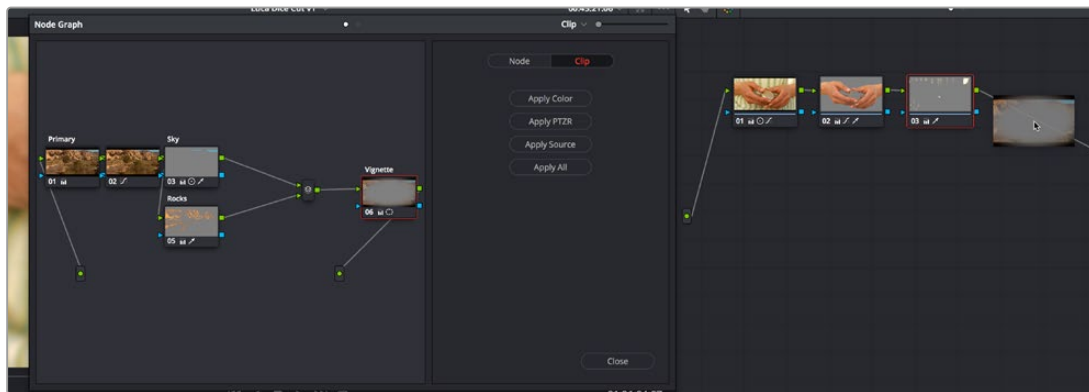 Node Graph
Clip
Node
Clip
Apply Color
Apply PTZR
Apply Source
Apply All
Close
Primary
01
02
Sky
03
Rocks
05
Vignette
06
01
02
03